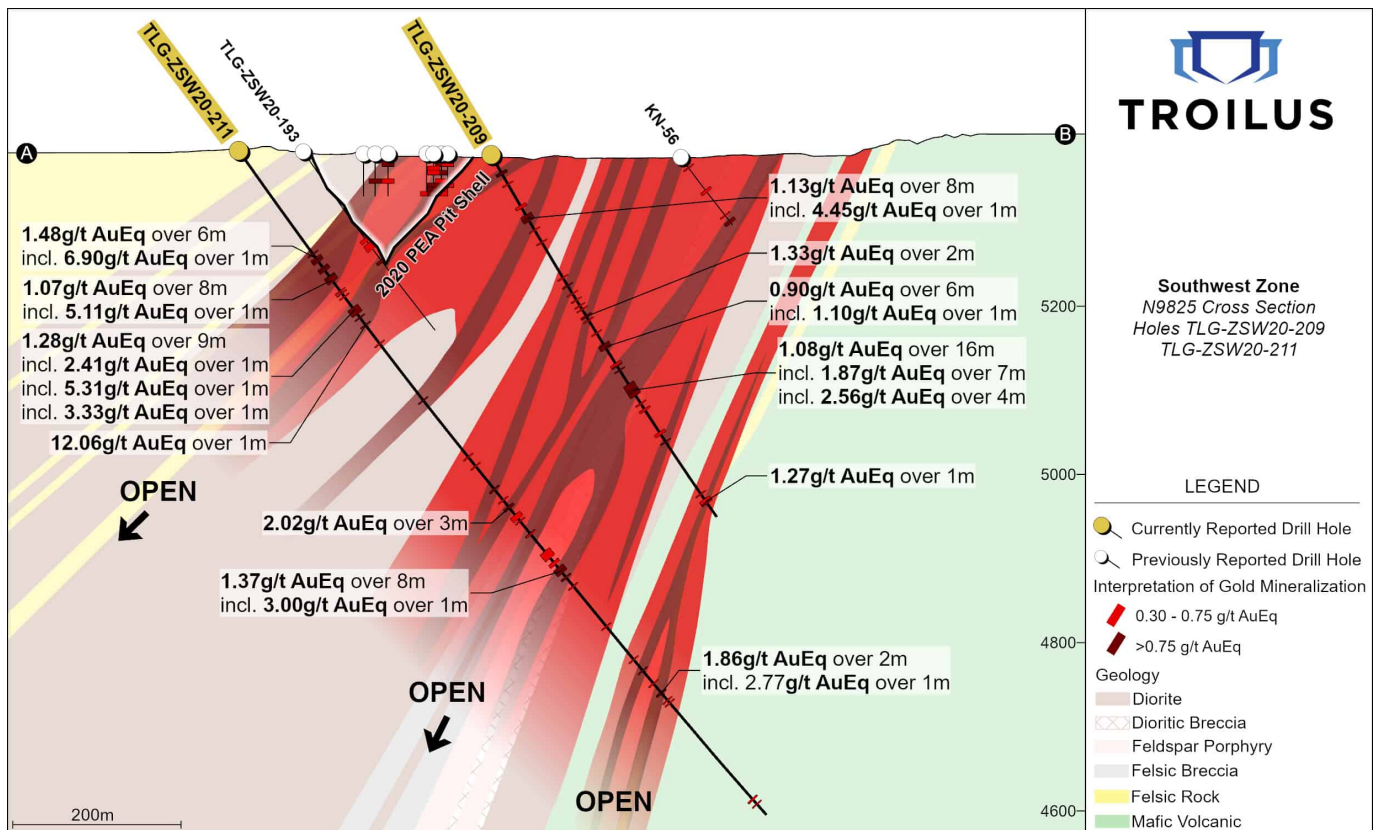 TLG-ZSW20-211
TLG-ZSW20-193
TLG-ZSW20-209
KN-56
A
B
2020 PEA Pit Shell
1.48g/t AuEq over 6m
incl. 6.90g/t AuEq over 1m
1.07g/t AuEq over 8m
incl. 5.11g/t AuEq over 1m
1.28g/t AuEq over 9m
incl. 2.41g/t AuEq over 1m
incl. 5.31g/t AuEq over 1m
incl. 3.33g/t AuEq over 1m
12.06g/t AuEq over 1m
OPEN
2.02g/t AuEq over 3m
1.37g/t AuEq over 8m
incl. 3.00g/t AuEq over 1m
OPEN
1.13g/t AuEq over 8m
incl. 4.45g/t AuEq over 1m
1.33g/t AuEq over 2m
0.90g/t AuEq over 6m
incl. 1.10g/t AuEq over 1m
1.08g/t AuEq over 16m
incl. 1.87g/t AuEq over 7m
incl. 2.56g/t AuEq over 4m
1.27g/t AuEq over 1m
1.86g/t AuEq over 2m
incl. 2.77g/t AuEq over 1m
OPEN
200m
5200
5000
4800
4600
TROILUS
Southwest Zone
N9825 Cross Section
Holes TLG-ZSW20-209
TLG-ZSW20-211
LEGEND
Currently Reported Drill Hole
Previously Reported Drill Hole
Interpretation of Gold Mineralization
0.30 - 0.75 g/t AuEq
>0.75 g/t AuEq
Geology
Diorite
Dioritic Breccia
Feldspar Porphyry
Felsic Breccia
Felsic Rock
Mafic Volcanic